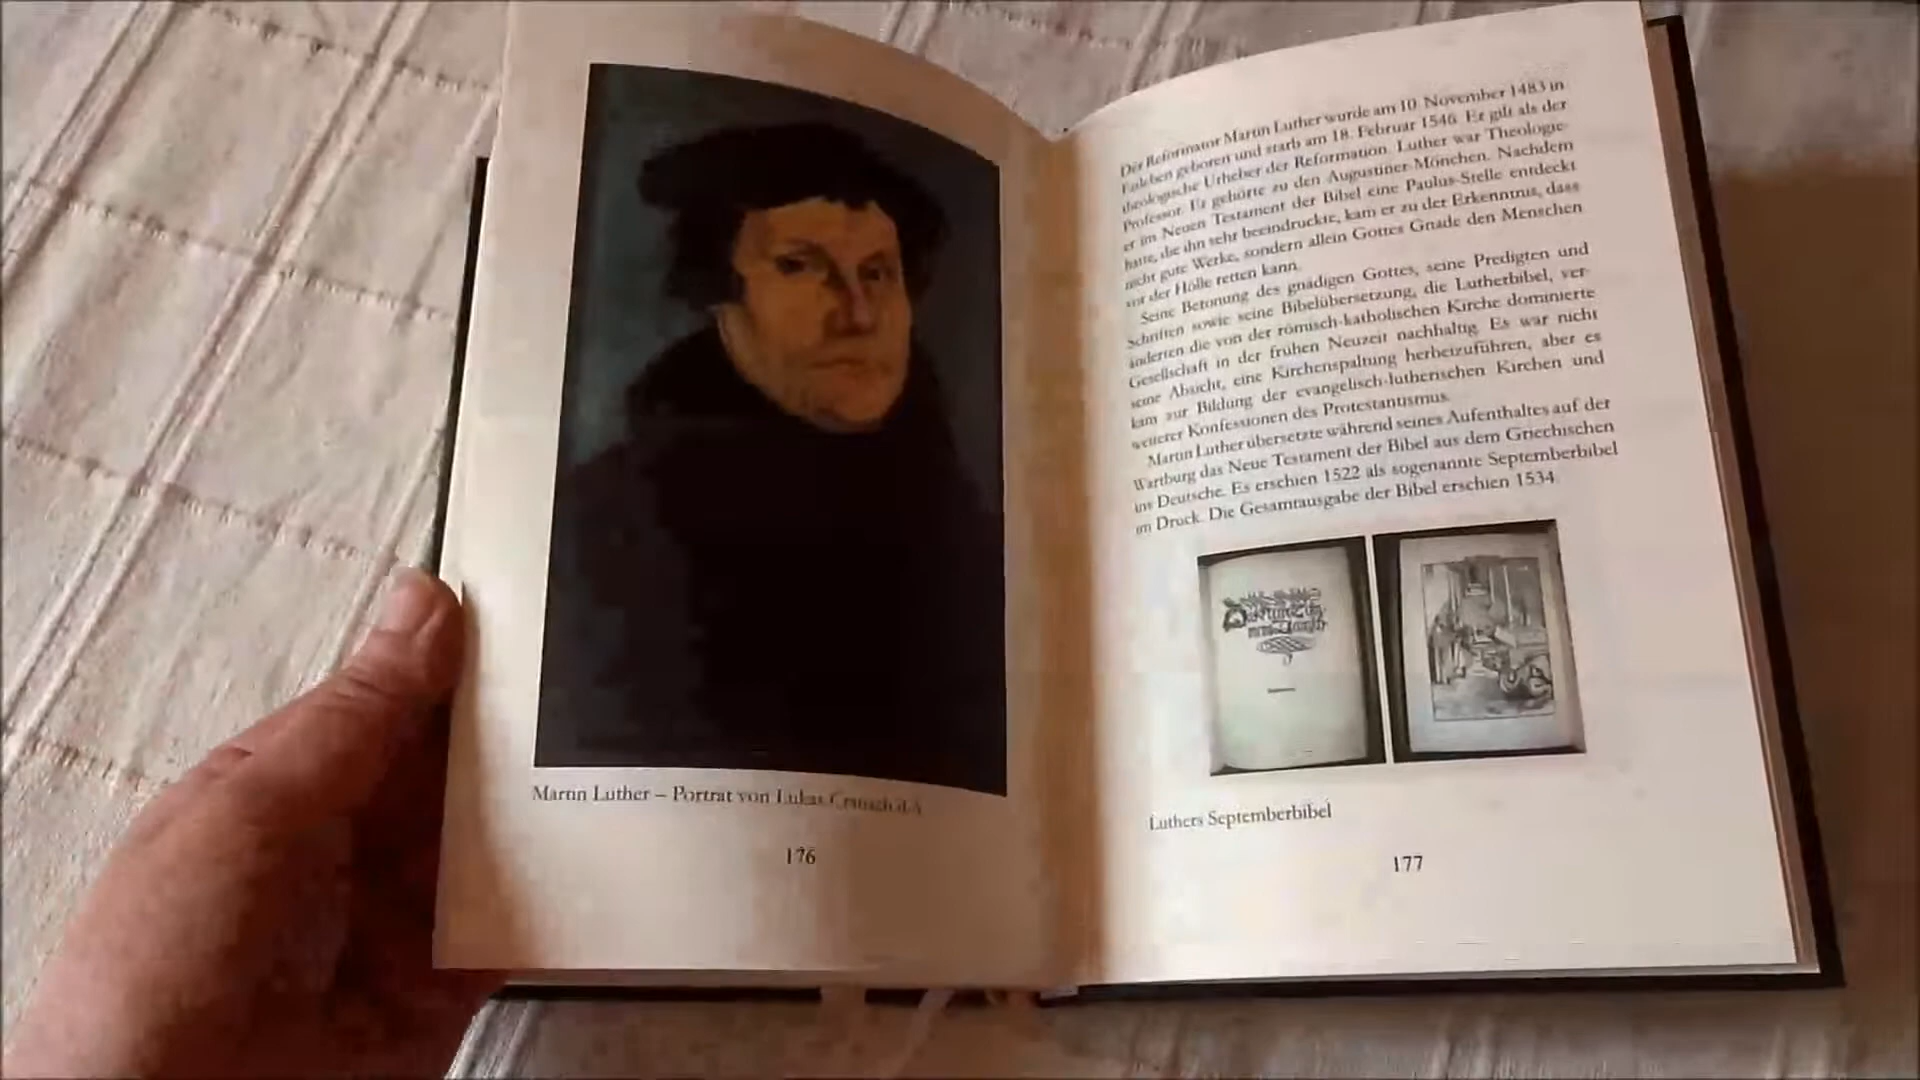 Martin Luther – Porträt von Lukas Cranach d.Ä.
176
Der Reformator Martin Luther wurde am 10. November 1483 in
Eisleben geboren und starb am 18. Februar 1546. Er gilt als der
theologische Urheber der Reformation. Luther war Theologie-
Professor. Er gehörte zu den Augustiner-Mönchen. Nachdem
er im Neuen Testament der Bibel eine Paulus-Stelle entdeckt
hatte, die ihn sehr beeindruckte, kam er zu der Erkenntnis, dass
nicht gute Werke, sondern allein Gottes Gnade den Menschen
vor der Hölle retten kann.
Seine Betonung des gnädigen Gottes, seine Predigten und
Schriften sowie seine Bibelübersetzung, die Lutherbibel, ver-
änderten die von der römisch-katholischen Kirche dominierte
Gesellschaft in der frühen Neuzeit nachhaltig. Es war nicht
seine Absicht, eine Kirchenspaltung herbeizuführen, aber es
kam zur Bildung der evangelisch-lutherischen Kirchen und
weiterer Konfessionen des Protestantismus.
Martin Luther übersetzte während seines Aufenthaltes auf der
Wartburg das Neue Testament der Bibel aus dem Griechischen
ins Deutsche. Es erschien 1522 als sogenannte Septemberbibel
im Druck. Die Gesamtausgabe der Bibel erschien 1534.
Luthers Septemberbibel
177